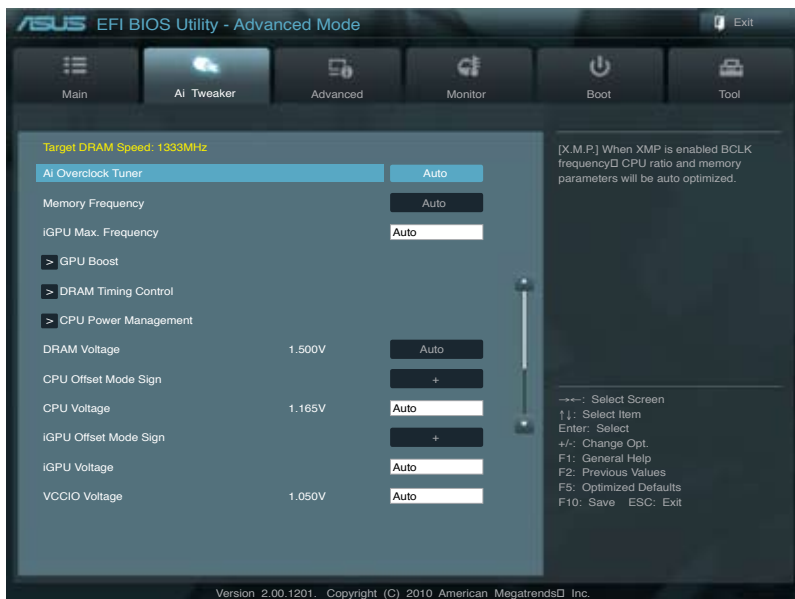 ASUS EFI BIOS Utility - Advanced Mode
Exit
Main
Ai Tweaker
Advanced
Monitor
Boot
Tool
Target DRAM Speed: 1333MHz
Ai Overclock Tuner Auto
Memory Frequency Auto
iGPU Max. Frequency Auto
> GPU Boost
> DRAM Timing Control
> CPU Power Management
DRAM Voltage 1.500V Auto
CPU Offset Mode Sign +
CPU Voltage 1.165V Auto
iGPU Offset Mode Sign +
iGPU Voltage Auto
VCCIO Voltage 1.050V Auto
[X.M.P.] When XMP is enabled BCLK
frequency□ CPU ratio and memory
parameters will be auto optimized.
→←: Select Screen
↑↓: Select Item
Enter: Select
+/-: Change Opt.
F1: General Help
F2: Previous Values
F5: Optimized Defaults
F10: Save ESC: Exit
Version 2.00.1201. Copyright (C) 2010 American Megatrends□ Inc.